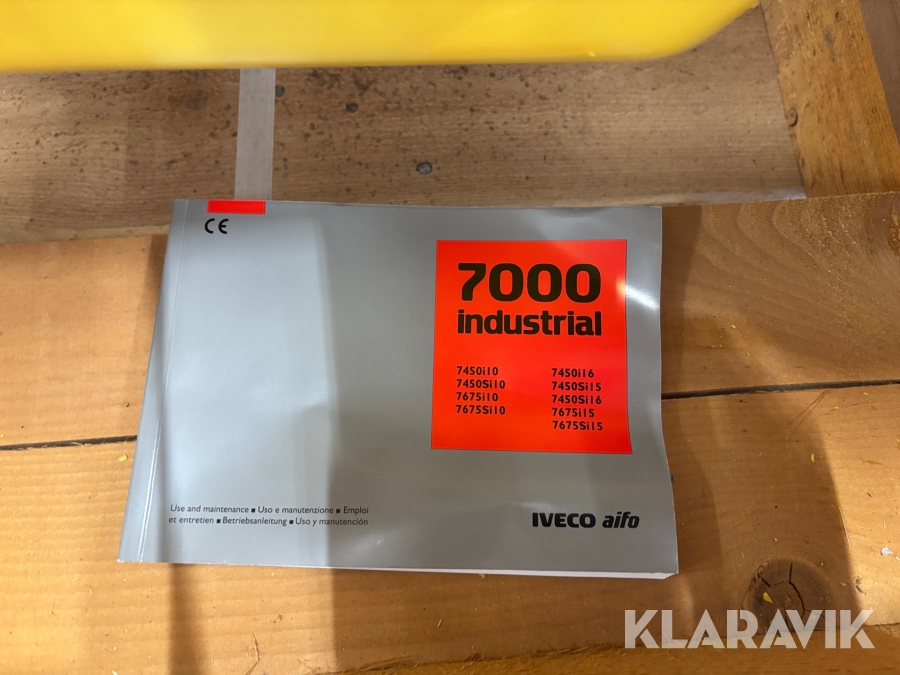 CE
7000
industrial
7450i10
7450Si10
7675i10
7675Si10
7450i16
7450Si15
7450Si16
7675i15
7675Si15
Use and maintenance ■ Uso e manutenzione ■ Emploi
et entretien ■ Betriebsanleitung ■ Uso y manutención
IVECO aifo
KLARAVIK